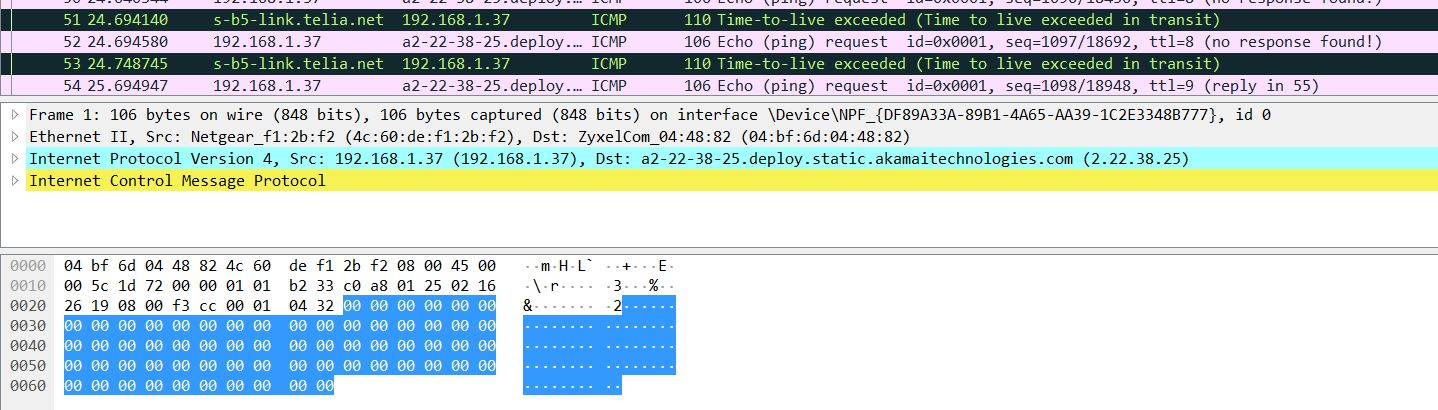 51 24.694140 s-b5-link.telia.net 192.168.1.37 ICMP 110 Time-to-live exceeded (Time to live exceeded in transit)
52 24.694580 192.168.1.37 a2-22-38-25.deploy.… ICMP 106 Echo (ping) request id=0x0001, seq=1097/18692, ttl=8 (no response found!)
53 24.748745 s-b5-link.telia.net 192.168.1.37 ICMP 110 Time-to-live exceeded (Time to live exceeded in transit)
54 25.694947 192.168.1.37 a2-22-38-25.deploy.… ICMP 106 Echo (ping) request id=0x0001, seq=1098/18948, ttl=9 (reply in 55)
Frame 1: 106 bytes on wire (848 bits), 106 bytes captured (848 bits) on interface \Device\NPF_{DF89A33A-89B1-4A65-AA39-1C2E3348B777}, id 0
Ethernet II, Src: Netgear_f1:2b:f2 (4c:60:de:f1:2b:f2), Dst: ZyxelCom_04:48:82 (04:bf:6d:04:48:82)
Internet Protocol Version 4, Src: 192.168.1.37 (192.168.1.37), Dst: a2-22-38-25.deploy.static.akamaitechnologies.com (2.22.38.25)
Internet Control Message Protocol
0000 04 bf 6d 04 48 82 4c 60 de f1 2b f2 08 00 45 00 ··m·H·L` ··+···E·
0010 00 5c 1d 72 00 00 01 01 b2 33 c0 a8 01 25 02 16 ·\·r···· ·3···%··
0020 26 19 08 00 f3 cc 00 01 04 32 00 00 00 00 00 00 &······· ·2······
0030 00 00 00 00 00 00 00 00 00 00 00 00 00 00 00 00 ········ ········
0040 00 00 00 00 00 00 00 00 00 00 00 00 00 00 00 00 ········ ········
0050 00 00 00 00 00 00 00 00 00 00 00 00 00 00 00 00 ········ ········
0060 00 00 00 00 00 00 00 00 00 00 ········ ··